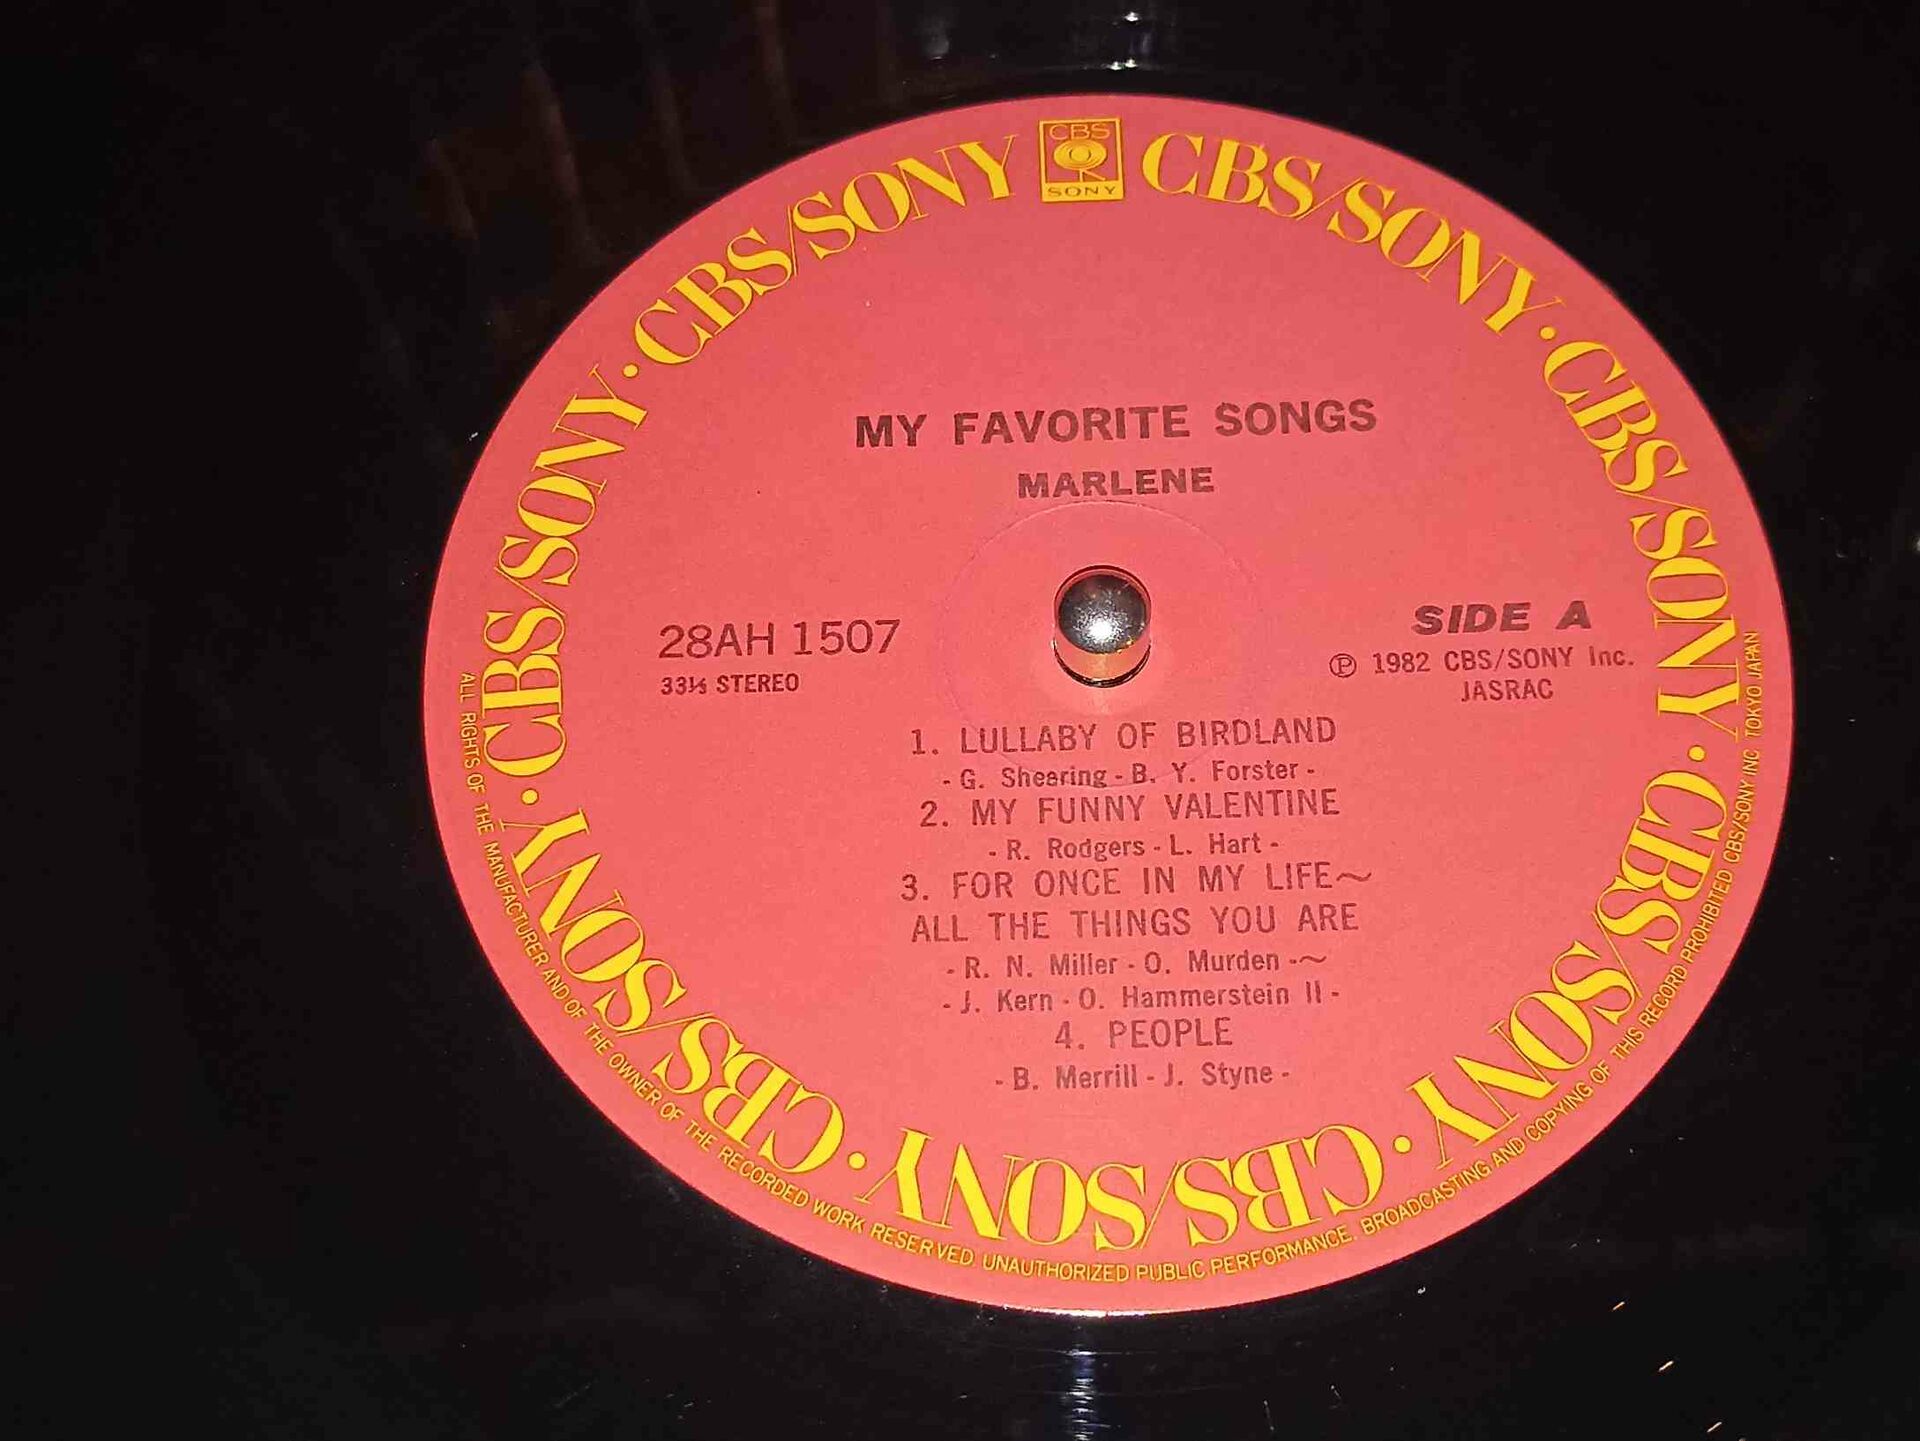 CBS
SONY
CBS/SONY · CBS/SONY · CBS/SONY · CBS/SONY · CBS/SONY · CBS/SONY · CBS/SONY · CBS/SONY
MY FAVORITE SONGS
MARLENE
28AH 1507
33⅓ STEREO
SIDE A
Ⓟ 1982 CBS/SONY Inc.
JASRAC
1. LULLABY OF BIRDLAND
- G. Shearing - B. Y. Forster -
2. MY FUNNY VALENTINE
- R. Rodgers - L. Hart -
3. FOR ONCE IN MY LIFE~
ALL THE THINGS YOU ARE
- R. N. Miller - O. Murden -~
- J. Kern - O. Hammerstein II -
4. PEOPLE
- B. Merrill - J. Styne -
ALL RIGHTS OF THE MANUFACTURER AND OF THE OWNER OF THE RECORDED WORK RESERVED. UNAUTHORIZED PUBLIC PERFORMANCE, BROADCASTING AND COPYING OF THIS RECORD PROHIBITED CBS/SONY INC TOKYO JAPAN